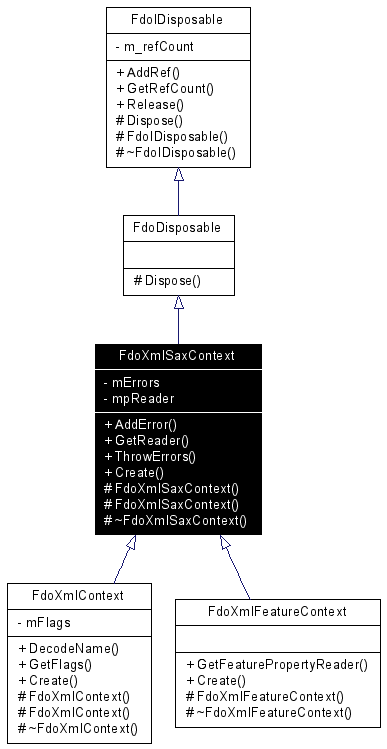 FdoIDisposable
- m_refCount
+ AddRef()
+ GetRefCount()
+ Release()
# Dispose()
# FdoIDisposable()
# ~FdoIDisposable()
FdoDisposable
# Dispose()
FdoXmlSaxContext
- mErrors
- mpReader
+ AddError()
+ GetReader()
+ ThrowErrors()
+ Create()
# FdoXmlSaxContext()
# FdoXmlSaxContext()
# ~FdoXmlSaxContext()
FdoXmlContext
- mFlags
+ DecodeName()
+ GetFlags()
+ Create()
# FdoXmlContext()
# FdoXmlContext()
# ~FdoXmlContext()
FdoXmlFeatureContext
+ GetFeaturePropertyReader()
+ Create()
# FdoXmlFeatureContext()
# ~FdoXmlFeatureContext()